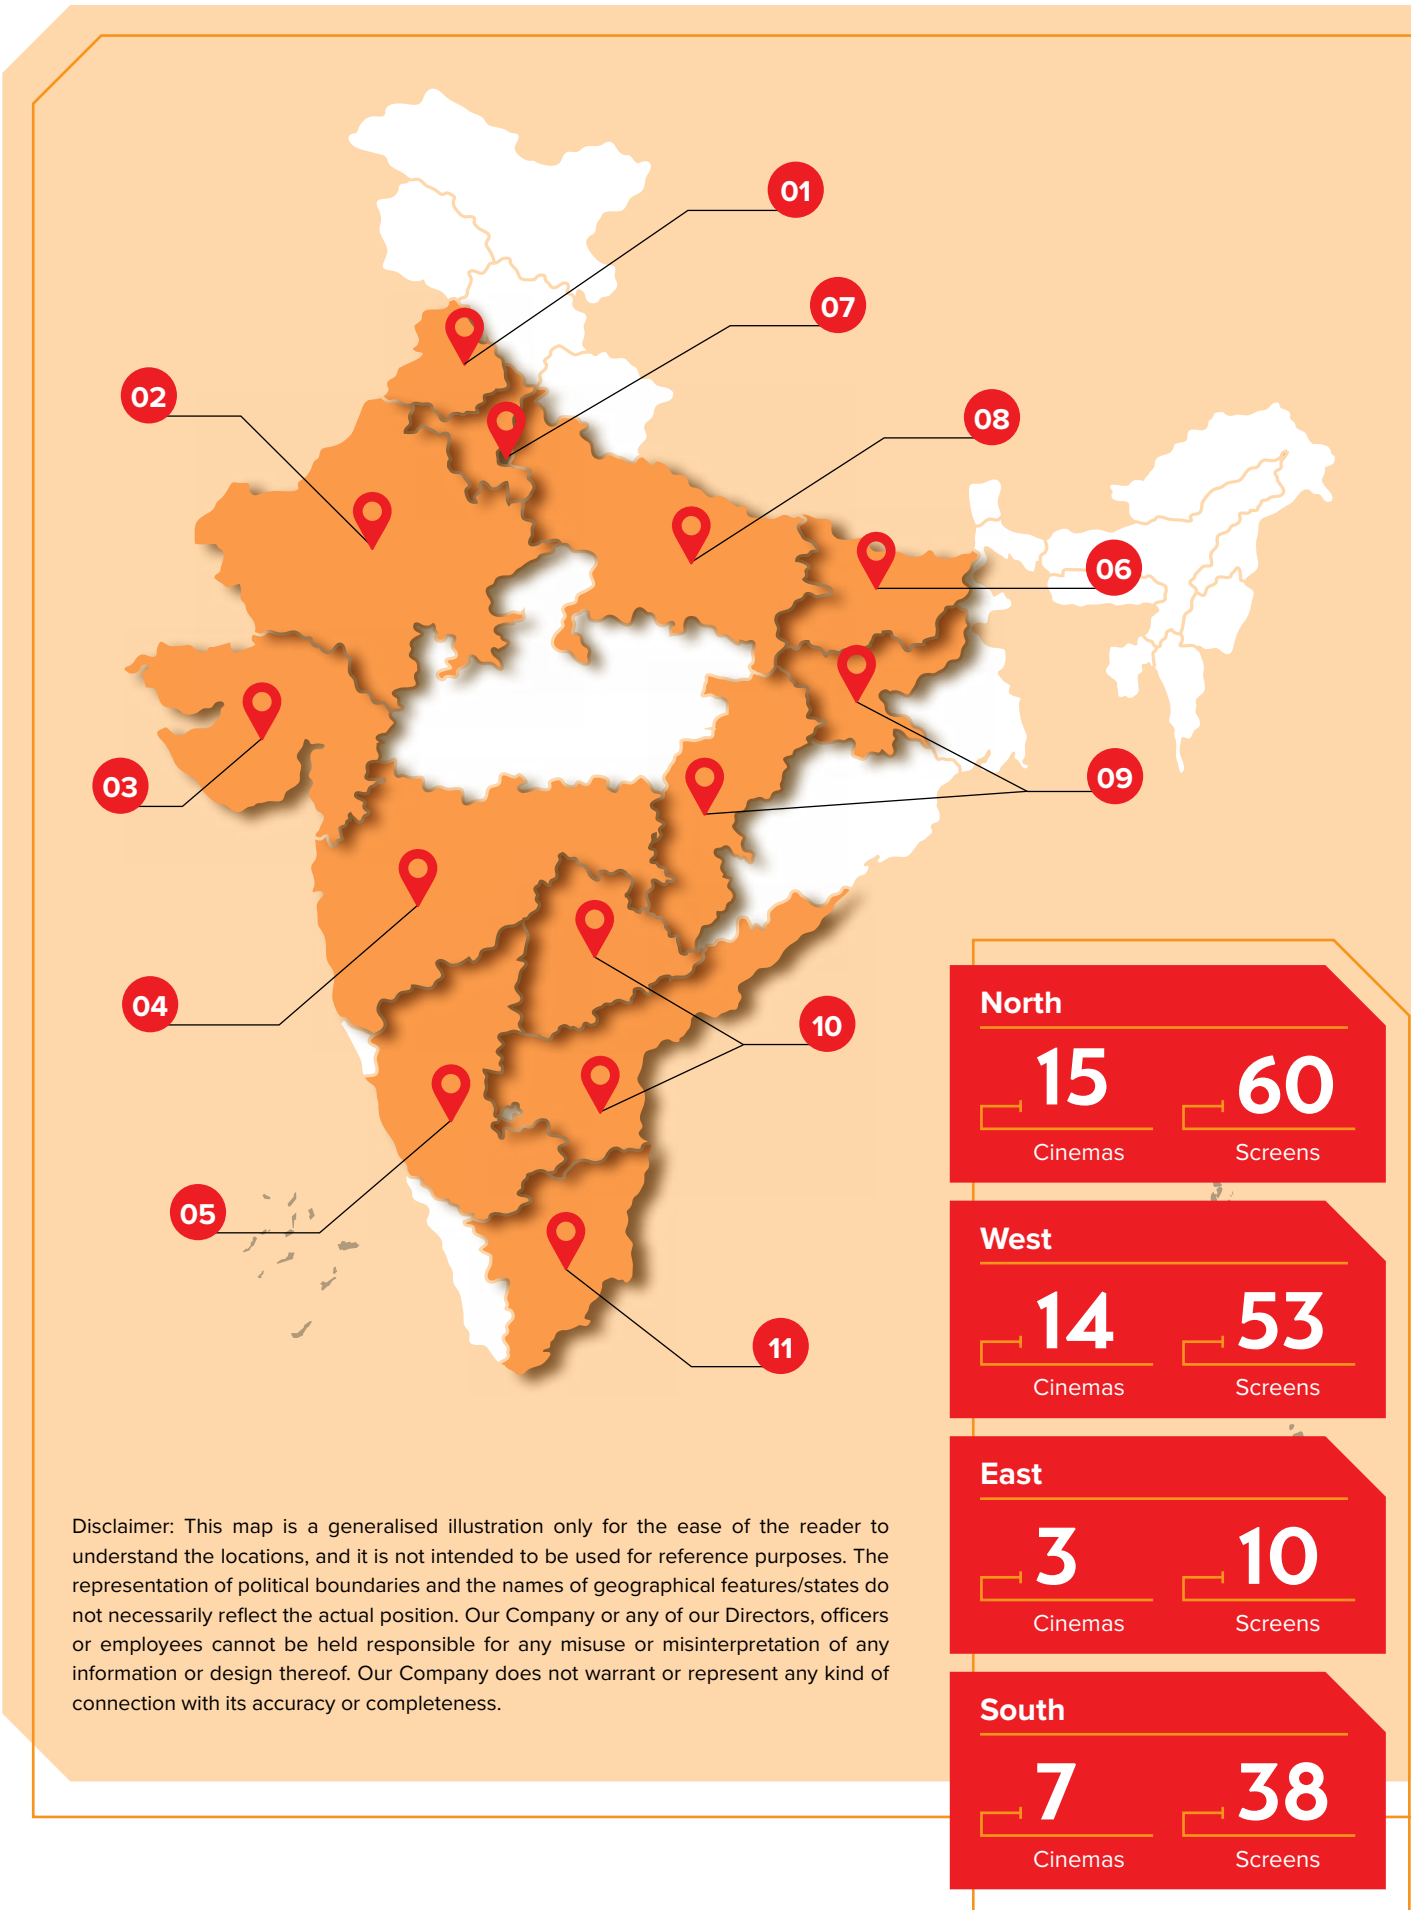 01
07
02
08
06
03
09
04
10
05
11
North
15 60
Cinemas Screens
West
14 53
Cinemas Screens
East
3 10
Cinemas Screens
South
7 38
Cinemas Screens
Disclaimer: This map is a generalised illustration only for the ease of the reader to
understand the locations, and it is not intended to be used for reference purposes. The
representation of political boundaries and the names of geographical features/states do
not necessarily reflect the actual position. Our Company or any of our Directors, officers
or employees cannot be held responsible for any misuse or misinterpretation of any
information or design thereof. Our Company does not warrant or represent any kind of
connection with its accuracy or completeness.